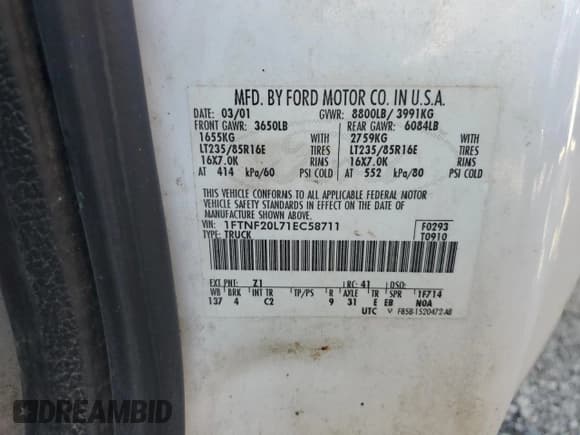 MFD. BY FORD MOTOR CO. IN U.S.A.
DATE: 03/01 GVWR: 8800LB/ 3991KG
FRONT GAWR: 3650LB REAR GAWR: 6084LB
1655KG WITH 2759KG WITH
LT235/85R16E TIRES LT235/85R16E TIRES
16X7.0K RIMS 16X7.0K RIMS
AT 414 kPa/60 PSI COLD AT 552 kPa/80 PSI COLD
THIS VEHICLE CONFORMS TO ALL APPLICABLE FEDERAL MOTOR
VEHICLE SAFETY STANDARDS IN EFFECT ON THE DATE OF
MANUFACTURE SHOWN ABOVE.
VIN: 1FTNF20L71EC58711 F0293
TYPE: TRUCK T0910
EXT PNT: Z1 RC: 41 DSO:
WB BRK INT TR TP/PS R AXLE TR SPR 1F714
137 4 C2 9 31 E EB N0A
UTC V F85B-1520472-AB
DREAMBID